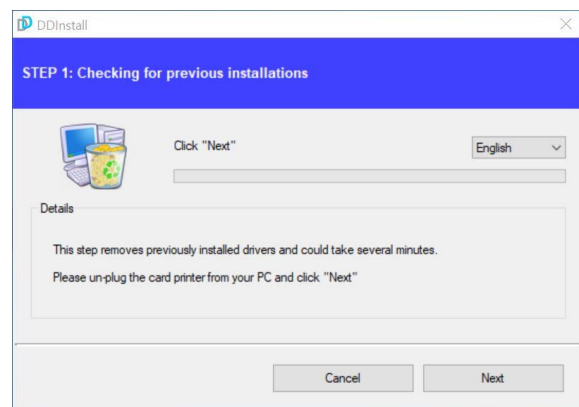 DDInstall
STEP 1: Checking for previous installations
Click "Next"
English
Details
This step removes previously installed drivers and could take several minutes.
Please un-plug the card printer from your PC and click "Next"
Cancel
Next